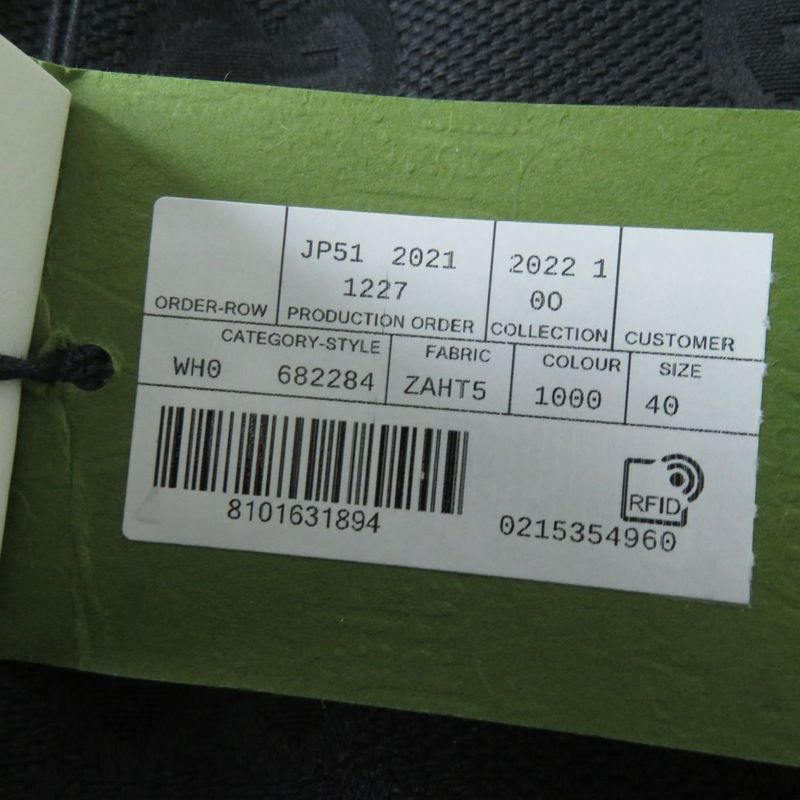 JP51 2021
1227
2022 1
00
ORDER-ROW
PRODUCTION ORDER
COLLECTION
CUSTOMER
CATEGORY-STYLE
FABRIC
COLOUR
SIZE
WH0 682284
ZAHT5
1000
40
8101631894
RFID
0215354960